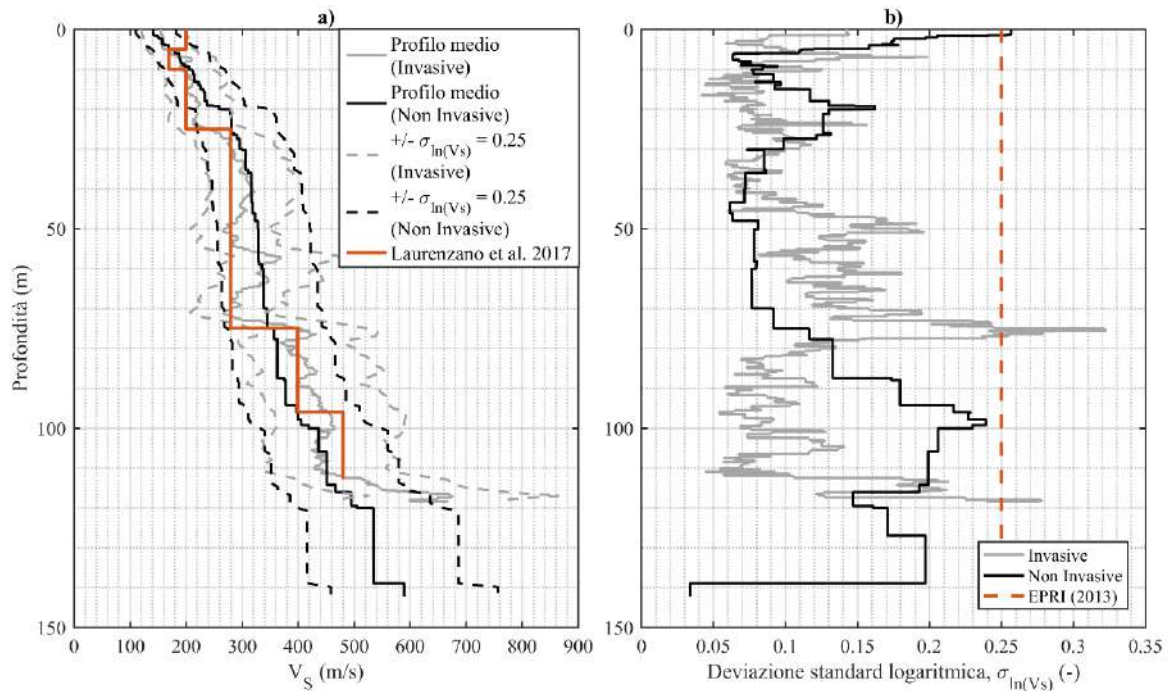 a)
0
50
100
150
Profondità (m)
0
100
200
300
400
500
600
700
800
900
V_S (m/s)
Profilo medio
(Invasive)
Profilo medio
(Non Invasive)
+/- σ_ln(Vs) = 0.25
(Invasive)
+/- σ_ln(Vs) = 0.25
(Non Invasive)
Laurenzano et al. 2017
b)
0
50
100
150
0
0.05
0.1
0.15
0.2
0.25
0.3
0.35
Deviazione standard logaritmica, σ_ln(Vs) (-)
Invasive
Non Invasive
EPRI (2013)